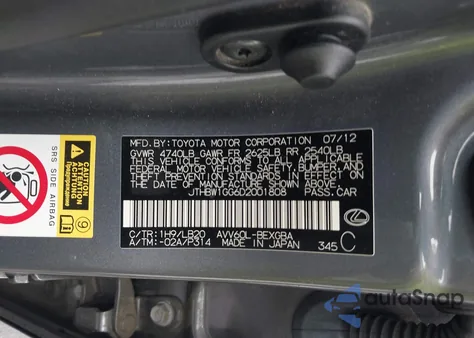 MFD. BY: TOYOTA MOTOR CORPORATION 07/12
GVWR 4740LB GAWR FR 2625LB RR 2540LB
THIS VEHICLE CONFORMS TO ALL APPLICABLE
FEDERAL MOTOR VEHICLE SAFETY, BUMPER, AND
THEFT PREVENTION STANDARDS IN EFFECT ON
THE DATE OF MANUFACTURE SHOWN ABOVE.
JTHBW1GG6D2001808 PASS. CAR
C/TR: 1H9/LB20 AVV60L-BEXGBA
A/TM: -02A/P314 MADE IN JAPAN 345 C
SRS SIDE AIRBAG
CAUTION
ATTENTION
autoSnap